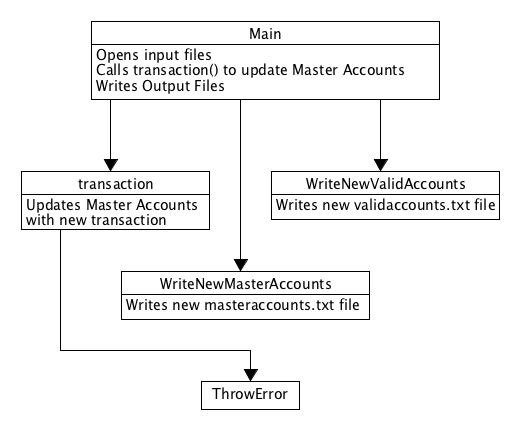 Main
Opens input files
Calls transaction() to update Master Accounts
Writes Output Files
transaction
Updates Master Accounts
with new transaction
WriteNewValidAccounts
Writes new validaccounts.txt file
WriteNewMasterAccounts
Writes new masteraccounts.txt file
ThrowError